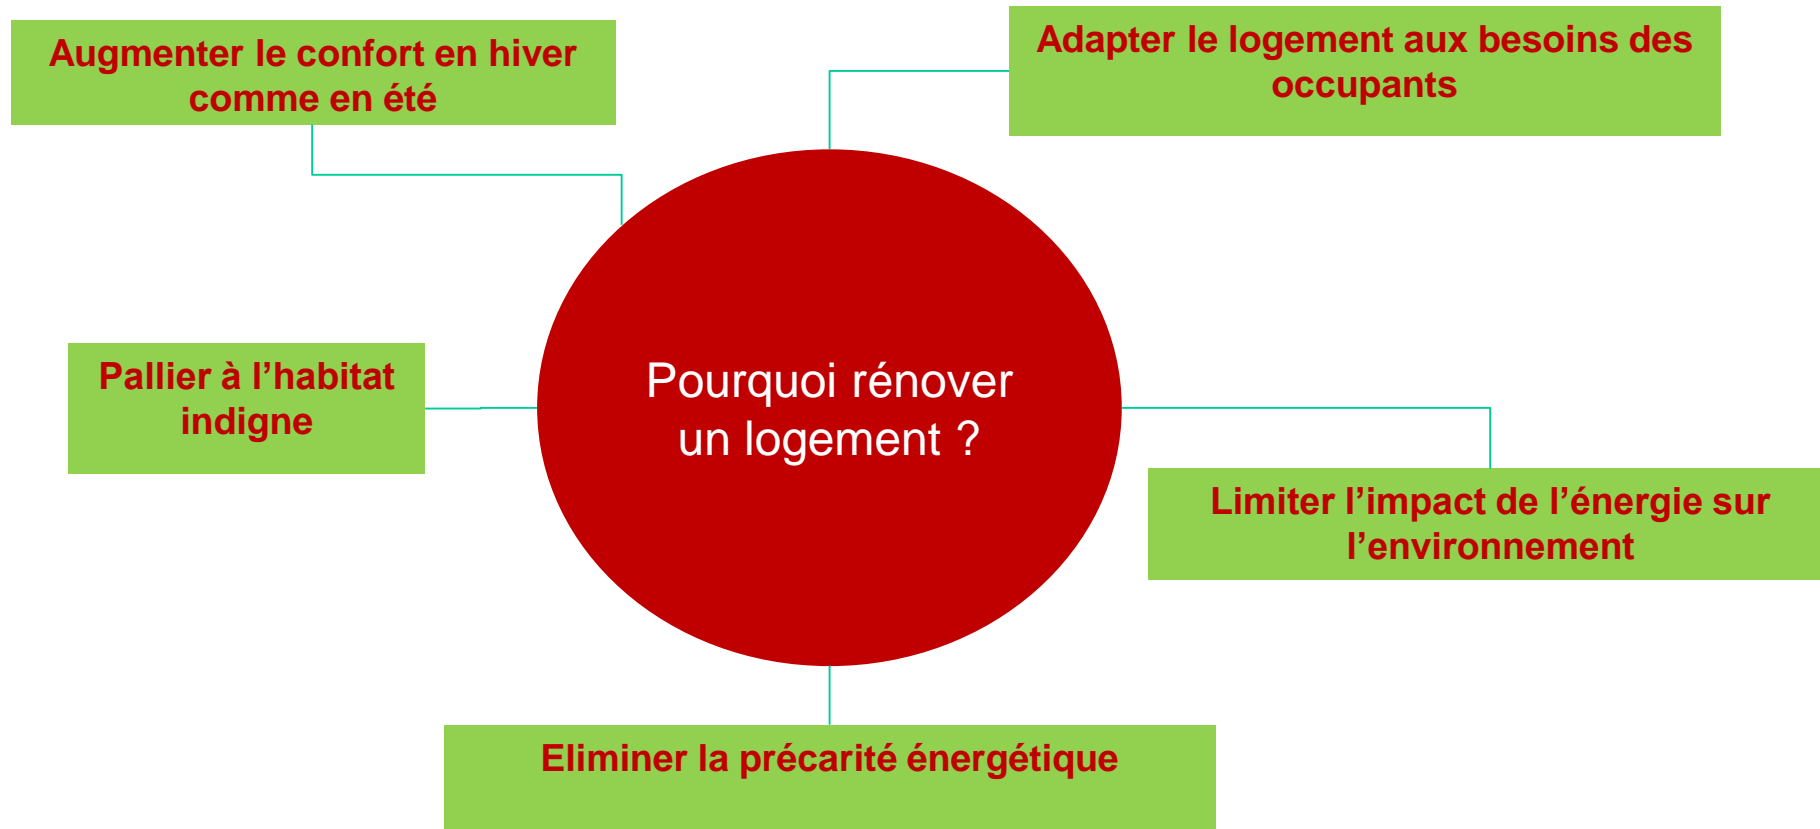 Augmenter le confort en hiver
comme en été
Adapter le logement aux besoins des
occupants
Pallier à l’habitat
indigne
Pourquoi rénover
un logement ?
Limiter l’impact de l’énergie sur
l’environnement
Eliminer la précarité énergétique